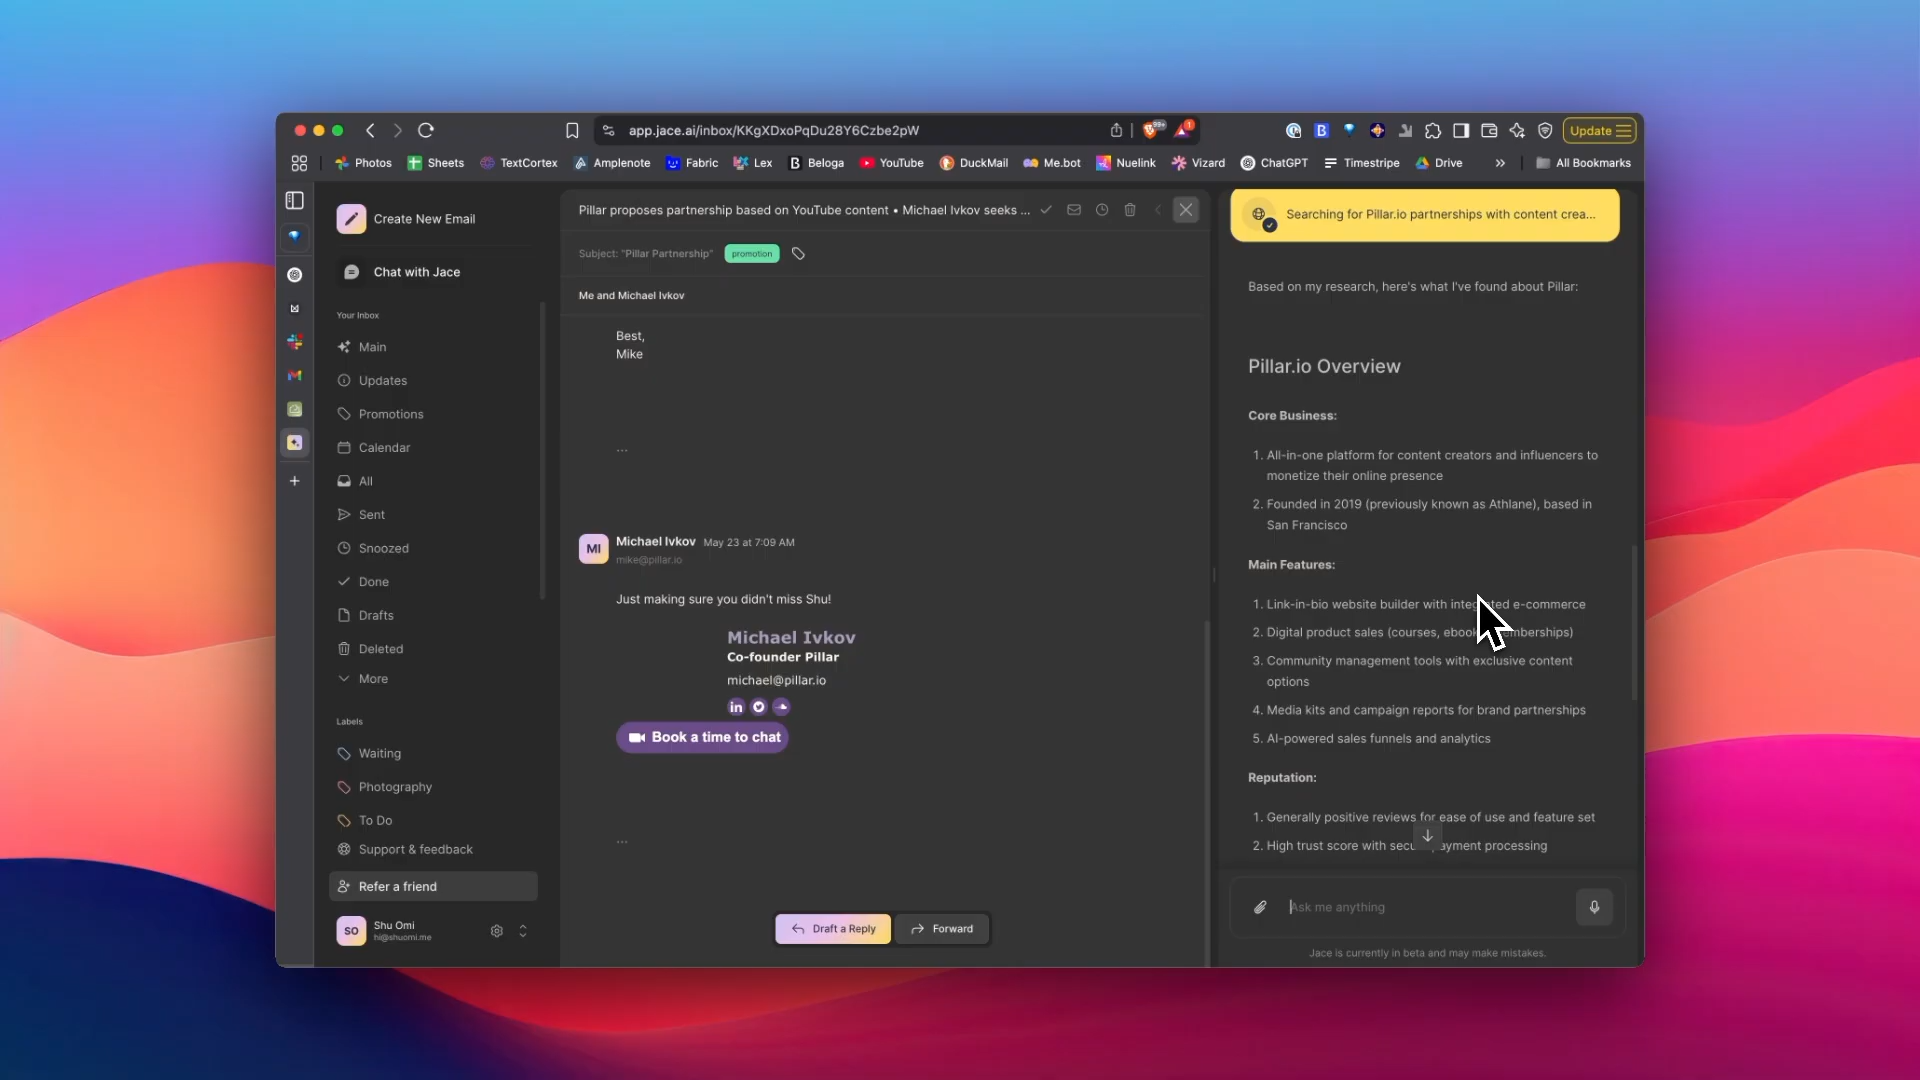 app.jace.ai/inbox/KKgXDxoPqDu28Y6Czbe2pW
99+
1
Update
Photos
Sheets
TextCortex
Amplenote
Fabric
Lex
Beloga
YouTube
DuckMail
Me.bot
Nuelink
Vizard
ChatGPT
Timestripe
Drive
All Bookmarks
Create New Email
Chat with Jace
Your Inbox
Main
Updates
Promotions
Calendar
All
Sent
Snoozed
Done
Drafts
Deleted
More
Labels
Waiting
Photography
To Do
Support & feedback
Refer a friend
SO
Shu Omi
hi@shuomi.me
Pillar proposes partnership based on YouTube content • Michael Ivkov seeks ...
Subject: "Pillar Partnership"
promotion
Me and Michael Ivkov
Best,
Mike
...
MI
Michael Ivkov May 23 at 7:09 AM
mike@pillar.io
Just making sure you didn't miss Shu!
Michael Ivkov
Co-founder Pillar
michael@pillar.io
Book a time to chat
...
Draft a Reply
Forward
Searching for Pillar.io partnerships with content crea...
Based on my research, here's what I've found about Pillar:
Pillar.io Overview
Core Business:
1. All-in-one platform for content creators and influencers to
monetize their online presence
2. Founded in 2019 (previously known as Athlane), based in
San Francisco
Main Features:
1. Link-in-bio website builder with integrated e-commerce
2. Digital product sales (courses, ebooks, memberships)
3. Community management tools with exclusive content
options
4. Media kits and campaign reports for brand partnerships
5. AI-powered sales funnels and analytics
Reputation:
1. Generally positive reviews for ease of use and feature set
2. High trust score with secure payment processing
Ask me anything
Jace is currently in beta and may make mistakes.